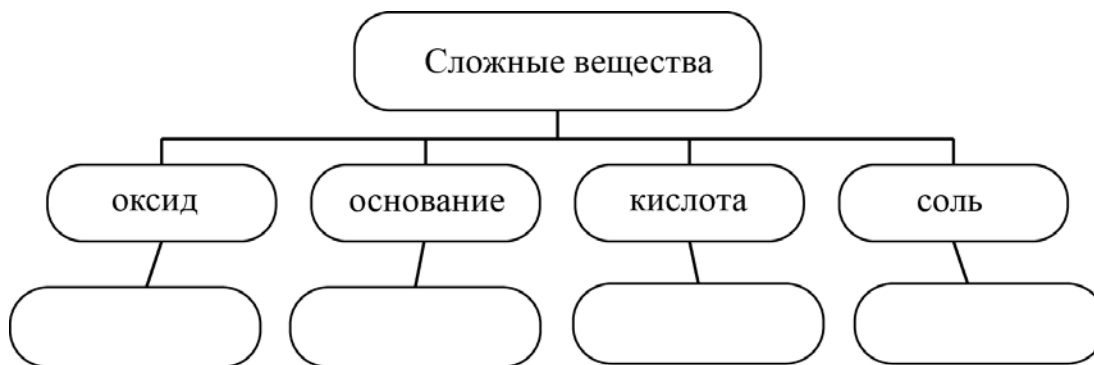 Сложные вещества
оксид
основание
кислота
соль